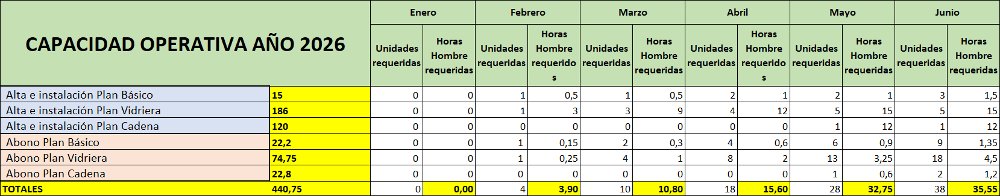 CAPACIDAD OPERATIVA AÑO 2026
Enero Febrero Marzo Abril Mayo Junio
Unidades requeridas Horas Hombre requeridas Unidades requeridas Horas Hombre requeridos Unidades requeridas Horas Hombre requeridas Unidades requeridas Horas Hombre requeridos Unidades requeridas Horas Hombre requeridas Unidades requeridas Horas Hombre requeridas
Alta e instalación Plan Básico 15 0 0 1 0,5 1 0,5 2 1 2 1 3 1,5
Alta e instalación Plan Vidriera 186 0 0 1 3 3 9 4 12 5 15 5 15
Alta e instalación Plan Cadena 120 0 0 0 0 0 0 0 0 1 12 1 12
Abono Plan Básico 22,2 0 0 1 0,15 2 0,3 4 0,6 6 0,9 9 1,35
Abono Plan Vidriera 74,75 0 0 1 0,25 4 1 8 2 13 3,25 18 4,5
Abono Plan Cadena 22,8 0 0 0 0 0 0 0 0 1 0,6 2 1,2
TOTALES 440,75 0 0,00 4 3,90 10 10,80 18 15,60 28 32,75 38 35,55